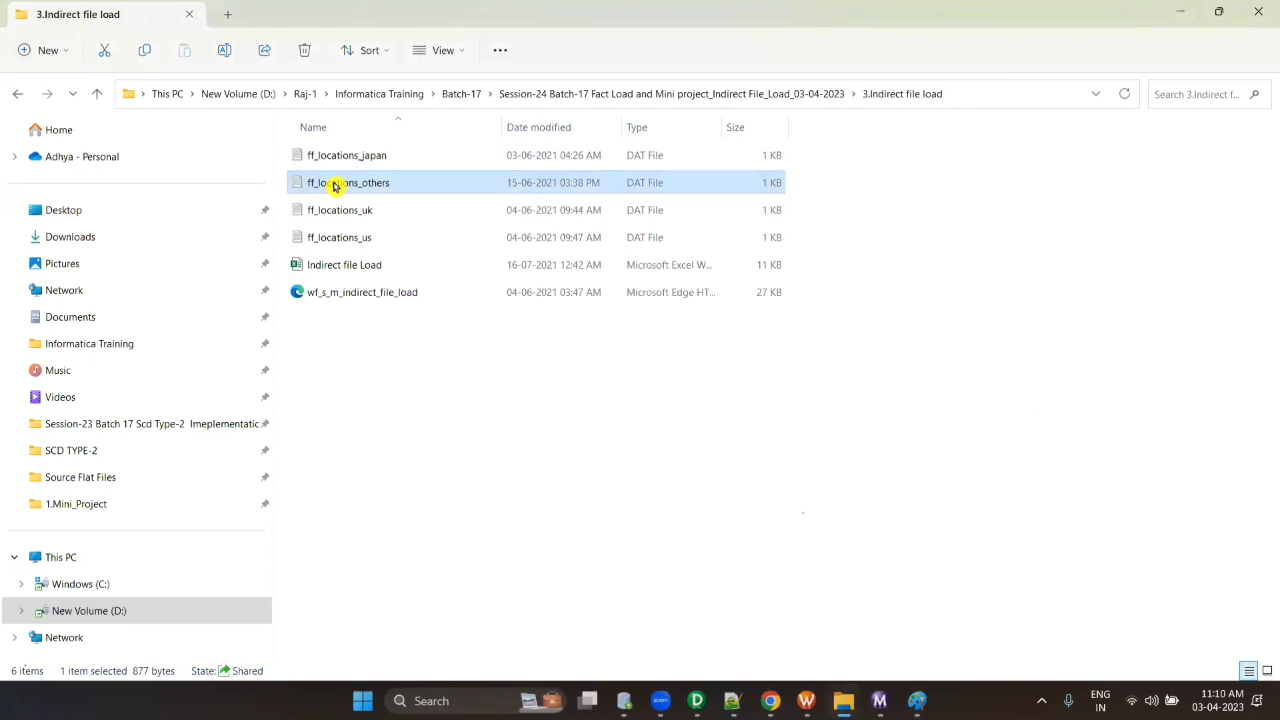 3.Indirect file load
New
Sort
View
This PC
New Volume (D:)
Raj-1
Informatica Training
Batch-17
Session-24 Batch-17 Fact Load and Mini project_Indirect File_Load_03-04-2023
3.Indirect file load
Search 3.Indirect f...
Home
Adhya - Personal
Desktop
Downloads
Pictures
Network
Documents
Informatica Training
Music
Videos
Session-23 Batch 17 Scd Type-2 Imeplementatic
SCD TYPE-2
Source Flat Files
1.Mini_Project
This PC
Windows (C:)
New Volume (D:)
Network
Name Date modified Type Size
ff_locations_japan 03-06-2021 04:26 AM DAT File 1 KB
ff_locations_others 15-06-2021 03:38 PM DAT File 1 KB
ff_locations_uk 04-06-2021 09:44 AM DAT File 1 KB
ff_locations_us 04-06-2021 09:47 AM DAT File 1 KB
Indirect file Load 16-07-2021 12:42 AM Microsoft Excel W... 11 KB
wf_s_m_indirect_file_load 04-06-2021 03:47 AM Microsoft Edge HT... 27 KB
6 items 1 item selected 877 bytes State: Shared
Search
zoom
D
W
M
ENG
IN
11:10 AM
03-04-2023